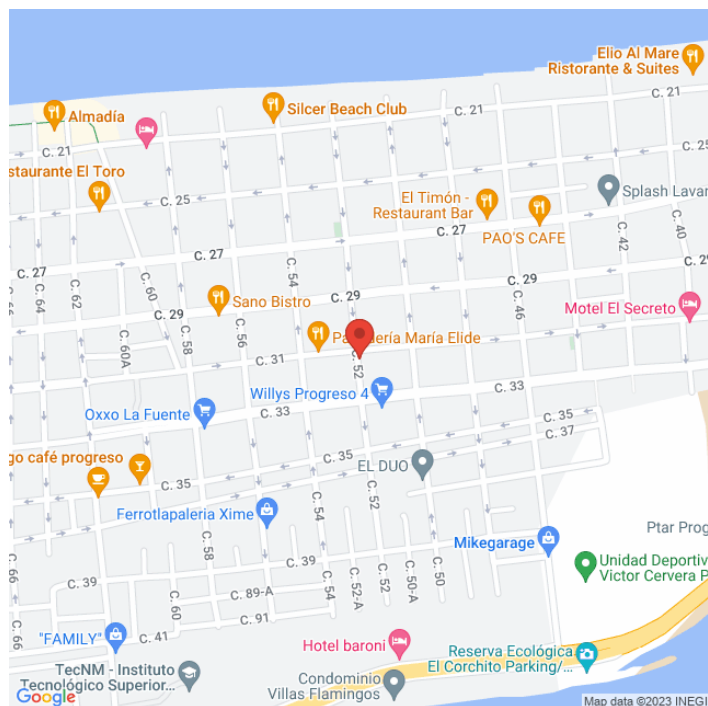 Elio Al Mare
Ristorante & Suites
C. 21
Silcer Beach Club
Almadía
C. 21
C. 25
staurante El Toro
C. 25
El Timón -
Restaurant Bar
Splash Lavar
PAO'S CAFE
C. 27
C. 42
C. 40
C. 27
C. 54
C. 29
C. 64
C. 62
C. 60
C. 29
Sano Bistro
C. 29
C. 46
Motel El Secreto
C. 58
C. 56
C. 60A
C. 31
María Elide
C. 52
Willys Progreso 4
C. 33
Oxxo La Fuente
C. 33
C. 35
C. 37
go café progreso
C. 35
EL DUO
C. 35
C. 52
Ferrotlapaleria Xime
C. 54
Ptar Prog
C. 58
Mikegarage
C. 39
C. 66
C. 39
C. 60
C. 89-A
C. 54
C. 52-A
C. 50-A
C. 50
Unidad Deportiv
Victor Cervera P
C. 91
C. 66
"FAMILY"
C. 41
Hotel baroni
Reserva Ecológica
El Corchito Parking/...
TecNM - Instituto
Tecnológico Superior...
Condominio
Villas Flamingos
Google
Map data ©2023 INEGI